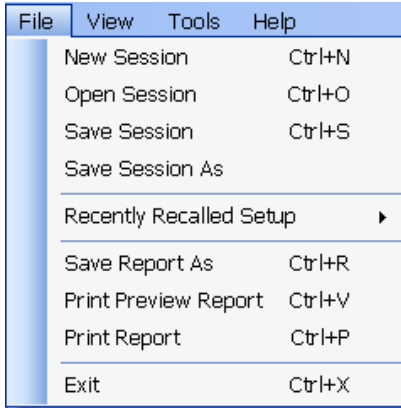 File View Tools Help
New Session Ctrl+N
Open Session Ctrl+O
Save Session Ctrl+S
Save Session As
Recently Recalled Setup
Save Report As Ctrl+R
Print Preview Report Ctrl+V
Print Report Ctrl+P
Exit Ctrl+X